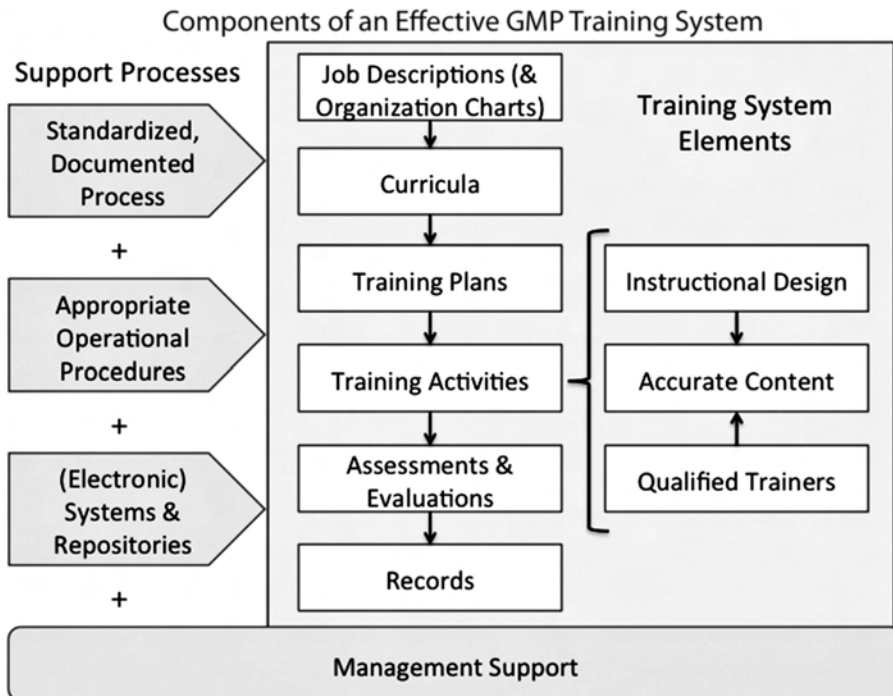 Components of an Effective GMP Training System
Support Processes
Standardized,
Documented
Process
+
Appropriate
Operational
Procedures
+
(Electronic)
Systems &
Repositories
+
Job Descriptions (&
Organization Charts)
Curricula
Training Plans
Training Activities
Assessments &
Evaluations
Records
Training System
Elements
Instructional Design
Accurate Content
Qualified Trainers
Management Support